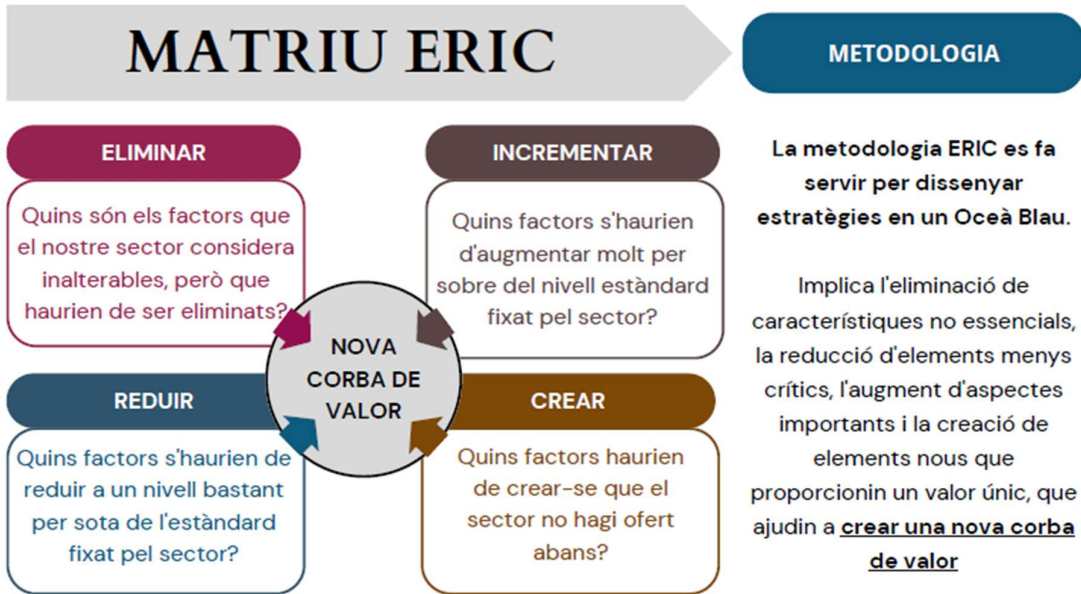 MATRIU ERIC
METODOLOGIA
ELIMINAR
Quins són els factors que
el nostre sector considera
inalterables, però que
haurien de ser eliminats?
INCREMENTAR
Quins factors s'haurien
d'augmentar molt per
sobre del nivell estàndard
fixat pel sector?
NOVA
CORBA DE
VALOR
REDUIR
Quins factors s'haurien de
reduir a un nivell bastant
per sota de l'estàndard
fixat pel sector?
CREAR
Quins factors haurien
de crear-se que el
sector no hagi ofert
abans?
La metodologia ERIC es fa
servir per dissenyar
estratègies en un Oceà Blau.
Implica l'eliminació de
característiques no essencials,
la reducció d'elements menys
crítics, l'augment d'aspectes
importants i la creació de
elements nous que
proporcionin un valor únic, que
ajudin a crear una nova corba
de valor